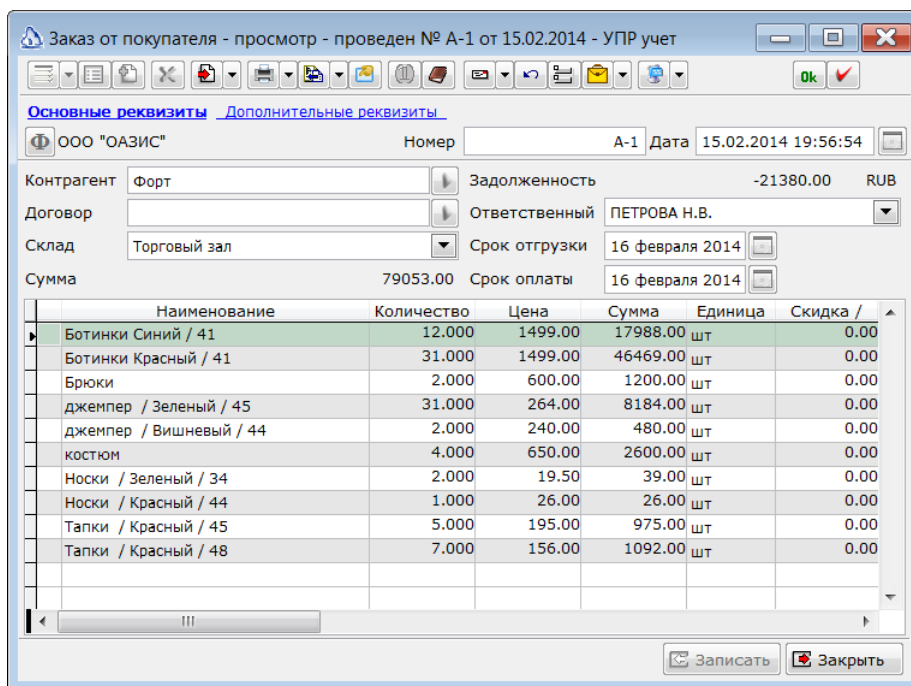 Заказ от покупателя - просмотр - проведен № А-1 от 15.02.2014 - УПР учет
Ok
Основные реквизиты Дополнительные реквизиты
Ф ООО "ОАЗИС" Номер А-1 Дата 15.02.2014 19:56:54
Контрагент Форт Задолженность -21380.00 RUB
Договор Ответственный ПЕТРОВА Н.В.
Склад Торговый зал Срок отгрузки 16 февраля 2014
Сумма 79053.00 Срок оплаты 16 февраля 2014
Наименование Количество Цена Сумма Единица Скидка /
Ботинки Синий / 41 12.000 1499.00 17988.00 шт 0.00
Ботинки Красный / 41 31.000 1499.00 46469.00 шт 0.00
Брюки 2.000 600.00 1200.00 шт 0.00
джемпер / Зеленый / 45 31.000 264.00 8184.00 шт 0.00
джемпер / Вишневый / 44 2.000 240.00 480.00 шт 0.00
костюм 4.000 650.00 2600.00 шт 0.00
Носки / Зеленый / 34 2.000 19.50 39.00 шт 0.00
Носки / Красный / 44 1.000 26.00 26.00 шт 0.00
Тапки / Красный / 45 5.000 195.00 975.00 шт 0.00
Тапки / Красный / 48 7.000 156.00 1092.00 шт 0.00
Записать Закрыть